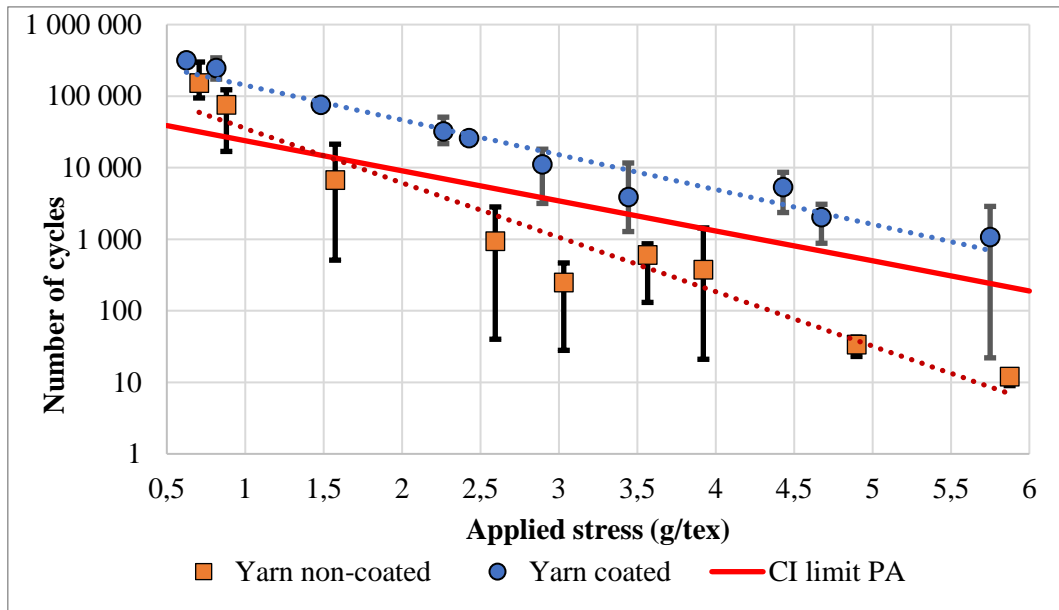 1 000 000
100 000
10 000
1 000
100
10
1
Number of cycles
0,5 1 1,5 2 2,5 3 3,5 4 4,5 5 5,5 6
Applied stress (g/tex)
Yarn non-coated Yarn coated CI limit PA